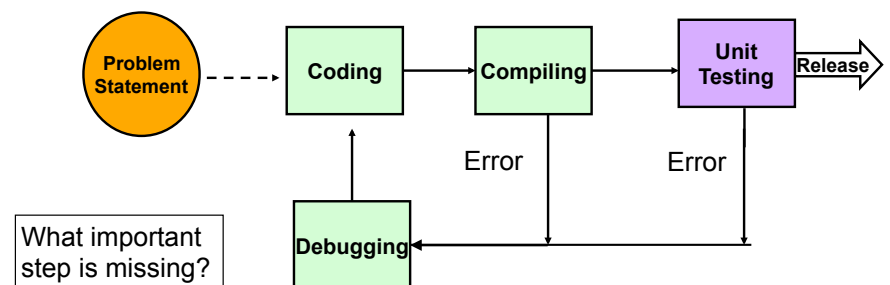 Problem
Statement
Coding
Compiling
Unit
Testing
Release
Error
Error
Debugging
What important
step is missing?